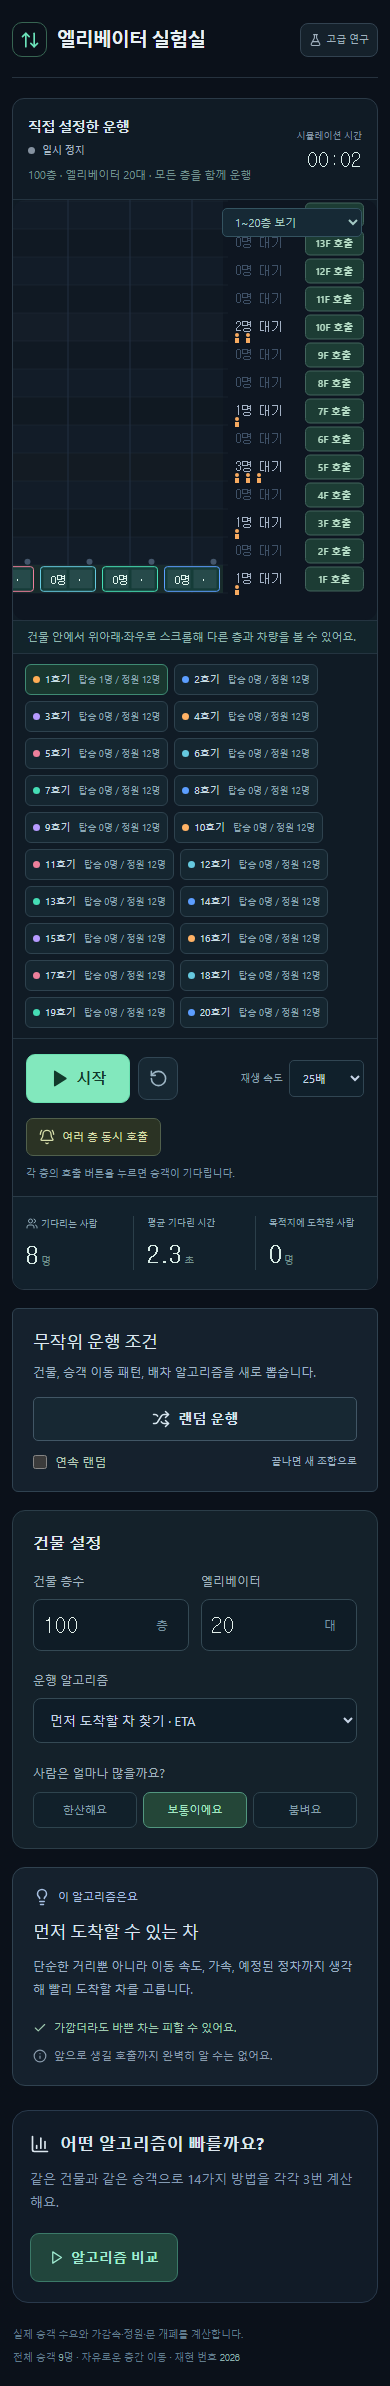 엘리베이터 실험실
고급 연구
직접 설정한 운행
일시 정지
100층 · 엘리베이터 20대 · 모든 층을 함께 운행
시뮬레이션 시간
00:02
1~20층 보기
0명 대기 13F 호출
0명 대기 12F 호출
0명 대기 11F 호출
2명 대기 10F 호출
0명 대기 9F 호출
0명 대기 8F 호출
1명 대기 7F 호출
0명 대기 6F 호출
3명 대기 5F 호출
0명 대기 4F 호출
1명 대기 3F 호출
0명 대기 2F 호출
· 0명 · 0명 · 0명 · 1명 대기 1F 호출
건물 안에서 위아래·좌우로 스크롤해 다른 층과 차량을 볼 수 있어요.
1호기 탑승 1명 / 정원 12명 2호기 탑승 0명 / 정원 12명
3호기 탑승 0명 / 정원 12명 4호기 탑승 0명 / 정원 12명
5호기 탑승 0명 / 정원 12명 6호기 탑승 0명 / 정원 12명
7호기 탑승 0명 / 정원 12명 8호기 탑승 0명 / 정원 12명
9호기 탑승 0명 / 정원 12명 10호기 탑승 0명 / 정원 12명
11호기 탑승 0명 / 정원 12명 12호기 탑승 0명 / 정원 12명
13호기 탑승 0명 / 정원 12명 14호기 탑승 0명 / 정원 12명
15호기 탑승 0명 / 정원 12명 16호기 탑승 0명 / 정원 12명
17호기 탑승 0명 / 정원 12명 18호기 탑승 0명 / 정원 12명
19호기 탑승 0명 / 정원 12명 20호기 탑승 0명 / 정원 12명
시작
재생 속도 25배
여러 층 동시 호출
각 층의 호출 버튼을 누르면 승객이 기다립니다.
기다리는 사람 평균 기다린 시간 목적지에 도착한 사람
8 명 2.3 초 0 명
무작위 운행 조건
건물, 승객 이동 패턴, 배차 알고리즘을 새로 뽑습니다.
랜덤 운행
연속 랜덤 끝나면 새 조합으로
건물 설정
건물 층수 엘리베이터
100 층 20 대
운행 알고리즘
먼저 도착할 차 찾기 · ETA
사람은 얼마나 많을까요?
한산해요 보통이에요 붐벼요
이 알고리즘은요
먼저 도착할 수 있는 차
단순한 거리뿐 아니라 이동 속도, 가속, 예정된 정차까지 생각
해 빨리 도착할 차를 고릅니다.
가깝더라도 바쁜 차는 피할 수 있어요.
앞으로 생길 호출까지 완벽히 알 수는 없어요.
어떤 알고리즘이 빠를까요?
같은 건물과 같은 승객으로 14가지 방법을 각각 3번 계산
해요.
알고리즘 비교
실제 승객 수요와 가감속·정원·문 개폐를 계산합니다.
전체 승객 9명 · 자유로운 층간 이동 · 재현 번호 2026